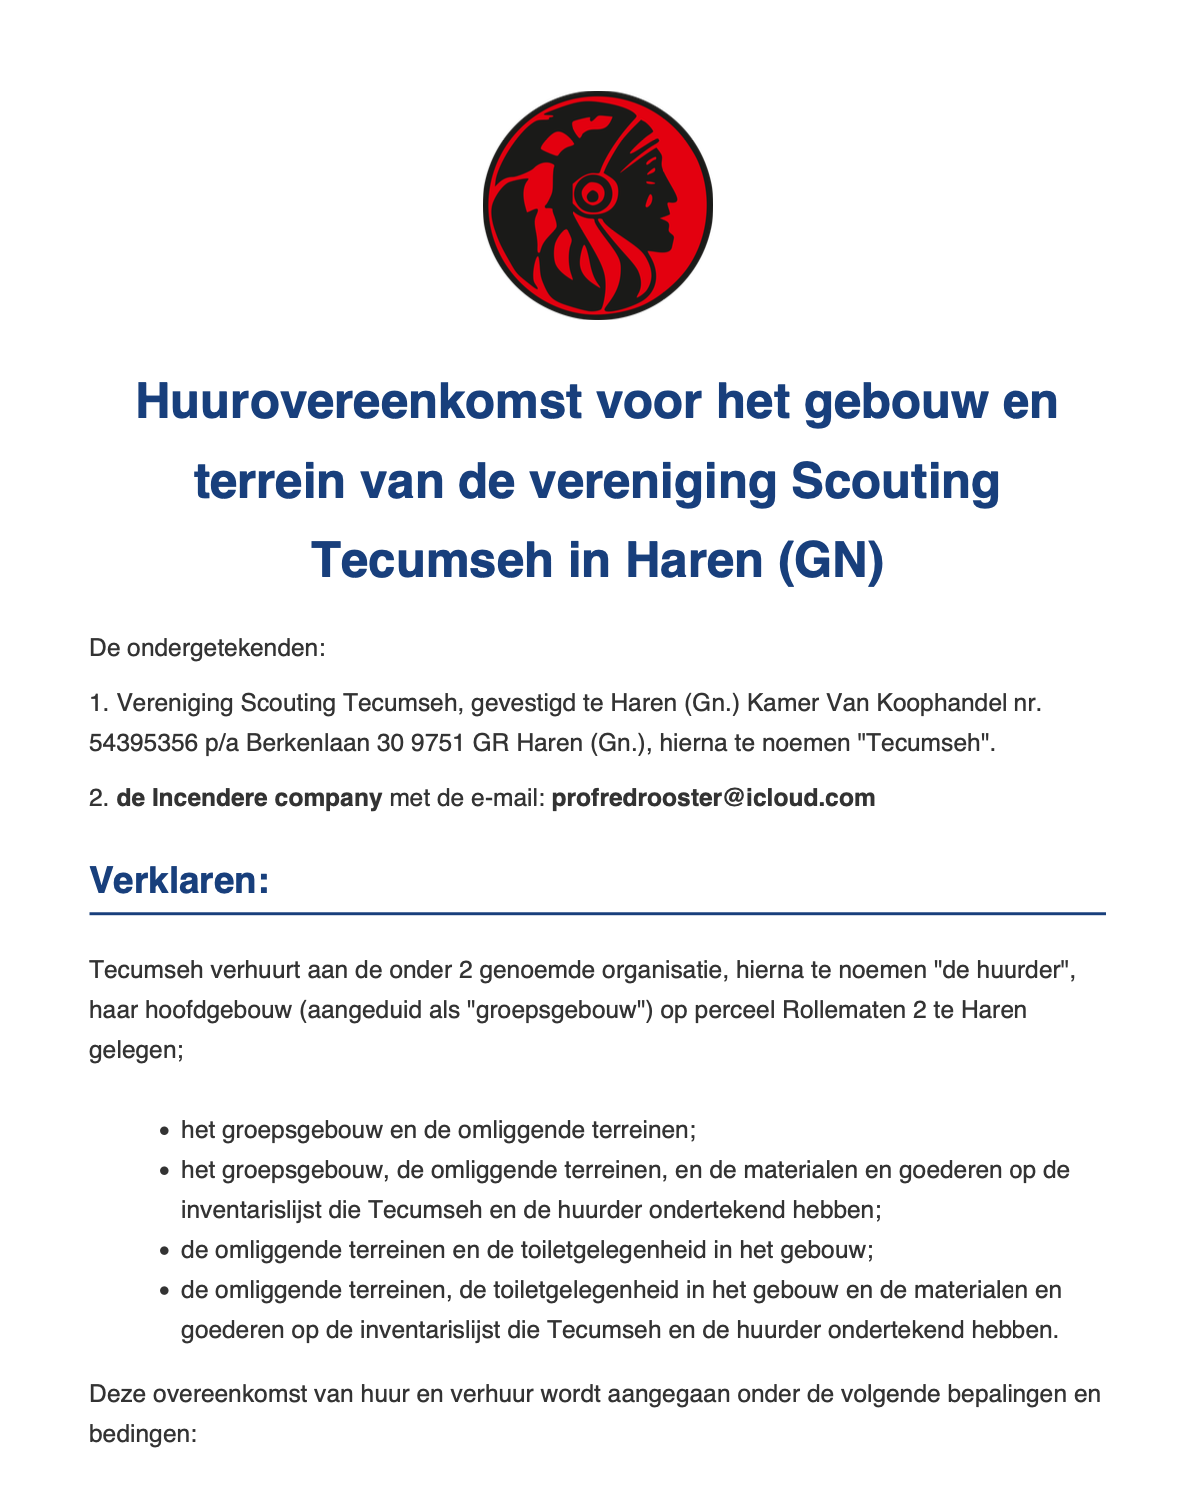 Huurovereenkomst voor het gebouw en
terrein van de vereniging Scouting
Tecumseh in Haren (GN)
De ondergetekenden:
1. Vereniging Scouting Tecumseh, gevestigd te Haren (Gn.) Kamer Van Koophandel nr.
54395356 p/a Berkenlaan 30 9751 GR Haren (Gn.), hierna te noemen "Tecumseh".
2. de Incendere company met de e-mail: profredrooster@icloud.com
Verklaren:
Tecumseh verhuurt aan de onder 2 genoemde organisatie, hierna te noemen "de huurder",
haar hoofdgebouw (aangeduid als "groepsgebouw") op perceel Rollematen 2 te Haren
gelegen;
• het groepsgebouw en de omliggende terreinen;
• het groepsgebouw, de omliggende terreinen, en de materialen en goederen op de
inventarislijst die Tecumseh en de huurder ondertekend hebben;
• de omliggende terreinen en de toiletgelegenheid in het gebouw;
• de omliggende terreinen, de toiletgelegenheid in het gebouw en de materialen en
goederen op de inventarislijst die Tecumseh en de huurder ondertekend hebben.
Deze overeenkomst van huur en verhuur wordt aangegaan onder de volgende bepalingen en
bedingen: